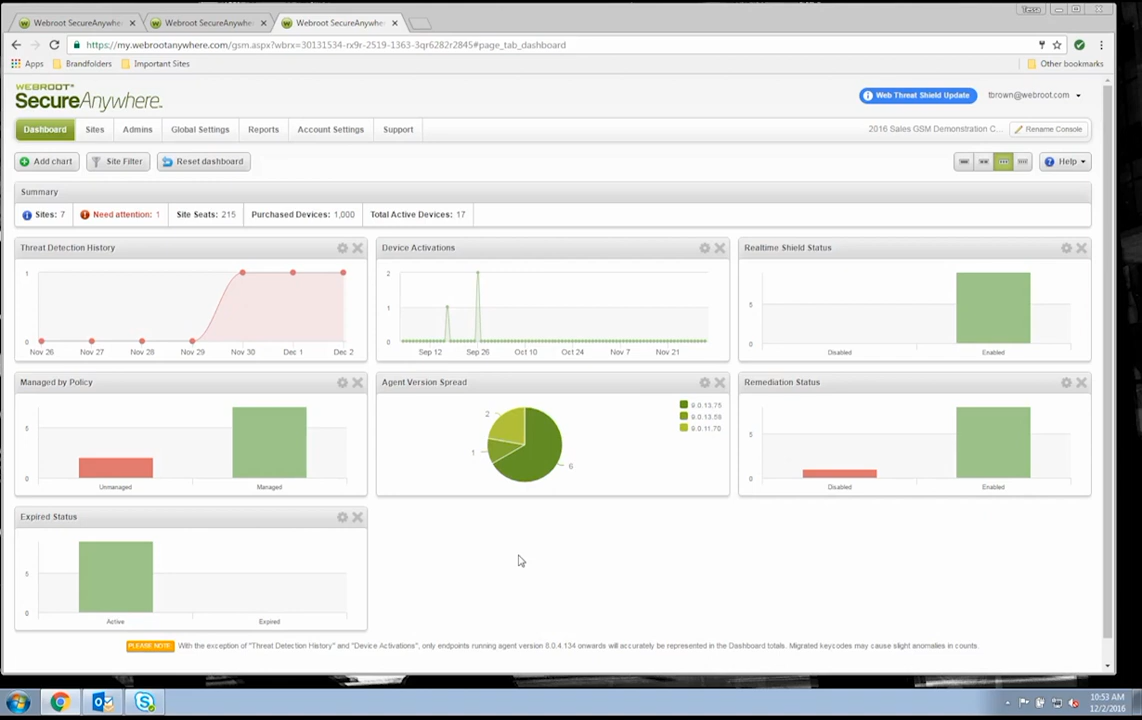 Tessa
Webroot SecureAnywhe
Webroot SecureAnywhe
Webroot SecureAnywhe
https://my.webrootanywhere.com/gsm.aspx?wbrx=30131534-rx9r-2519-1363-3qr6282r2845#page_tab_dashboard
Apps
Brandfolders
Important Sites
Other bookmarks
WEBROOT
SecureAnywhere.
Web Threat Shield Update
tbrown@webroot.com
Dashboard
Sites
Admins
Global Settings
Reports
Account Settings
Support
2016 Sales GSM Demonstration C...
Rename Console
Add chart
Site Filter
Reset dashboard
Help
Summary
Sites: 7
Need attention: 1
Site Seats: 215
Purchased Devices: 1,000
Total Active Devices: 17
Threat Detection History
1
0
Nov 26 Nov 27 Nov 28 Nov 29 Nov 30 Dec 1 Dec 2
Device Activations
2
1
0
Sep 12 Sep 26 Oct 10 Oct 24 Nov 7 Nov 21
Realtime Shield Status
5
0
Disabled Enabled
Managed by Policy
5
0
Unmanaged Managed
Agent Version Spread
2
1
6
9.0.13.75
9.0.13.58
9.0.11.70
Remediation Status
5
0
Disabled Enabled
Expired Status
5
0
Active Expired
PLEASE NOTE With the exception of "Threat Detection History" and "Device Activations", only endpoints running agent version 8.0.4.134 onwards will accurately be represented in the Dashboard totals. Migrated keycodes may cause slight anomalies in counts.
10:53 AM
12/2/2016